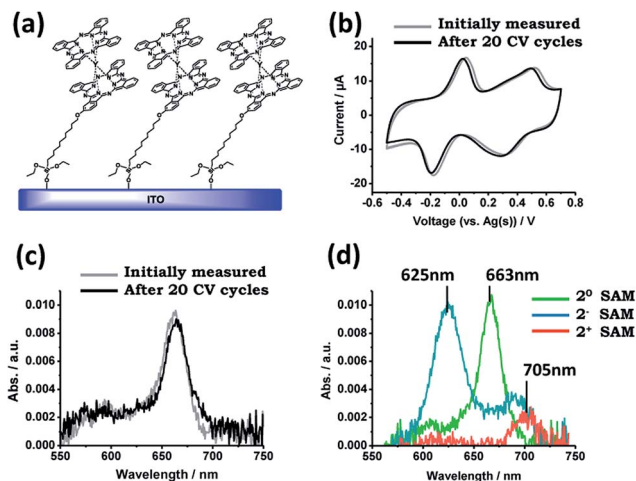 (a)
ITO
(b)
Initially measured
After 20 CV cycles
Current / µA
20
10
0
-10
-20
-0.6 -0.4 -0.2 0.0 0.2 0.4 0.6 0.8
Voltage (vs. Ag(s)) / V
(c)
Initially measured
After 20 CV cycles
Abs. / a.u.
0.010
0.008
0.006
0.004
0.002
0.000
550 600 650 700 750
Wavelength / nm
(d)
625nm 663nm
2⁰ SAM
2⁻ SAM
2⁺ SAM
705nm
Abs. / a.u.
0.010
0.008
0.006
0.004
0.002
0.000
550 600 650 700 750
Wavelength / nm